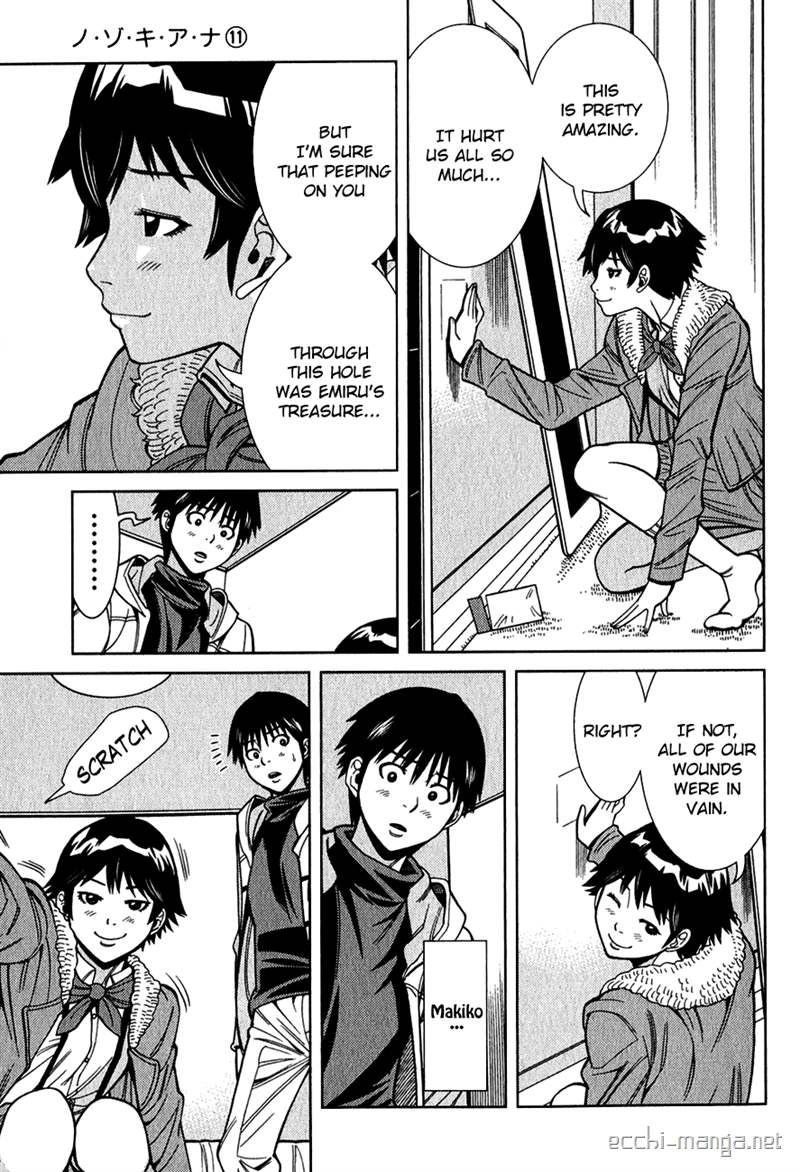 ノ・ゾ・キ・ア・ナ⑪
THIS
IS PRETTY
AMAZING.
IT HURT
US ALL SO
MUCH...
BUT
I'M SURE
THAT PEEPING
ON YOU
THROUGH
THIS HOLE
WAS EMIRU'S
TREASURE...
........
IF NOT,
ALL OF OUR
WOUNDS
WERE IN
VAIN.
RIGHT?
Makiko
...
SCRATCH
ecchi-manga.net